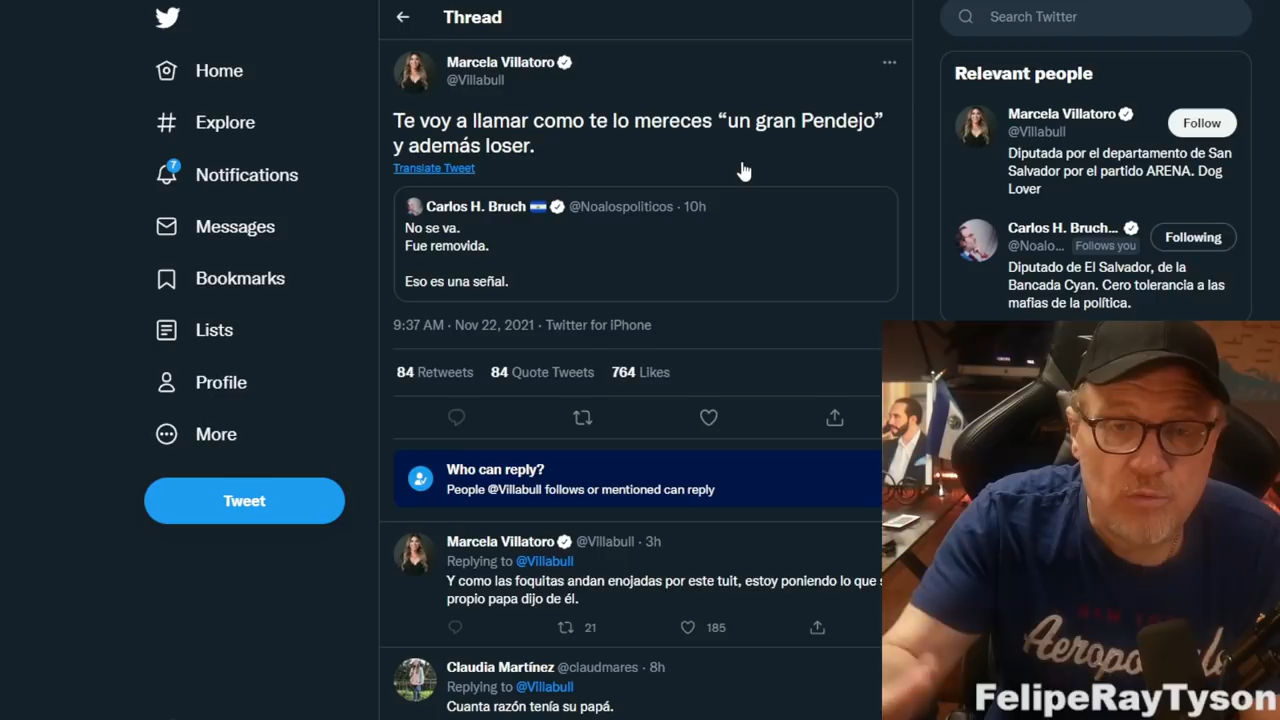 Thread
Search Twitter
Home
Explore
7
Notifications
Messages
Bookmarks
Lists
Profile
More
Tweet
Marcela Villatoro
@Villabull
Te voy a llamar como te lo mereces “un gran Pendejo”
y además loser.
Translate Tweet
Carlos H. Bruch @Noalospoliticos · 10h
No se va.
Fue removida.
Eso es una señal.
9:37 AM · Nov 22, 2021 · Twitter for iPhone
84 Retweets 84 Quote Tweets 764 Likes
Who can reply?
People @Villabull follows or mentioned can reply
Marcela Villatoro @Villabull · 3h
Replying to @Villabull
Y como las foquitas andan enojadas por este tuit, estoy poniendo lo que
propio papa dijo de él.
21 185
Claudia Martínez @claudmares · 8h
Replying to @Villabull
Cuanta razón tenía su papá.
Relevant people
Marcela Villatoro
@Villabull
Follow
Diputada por el departamento de San
Salvador por el partido ARENA. Dog
Lover
Carlos H. Bruch...
@Noalo... Follows you
Following
Diputado de El Salvador, de la
Bancada Cyan. Cero tolerancia a las
mafias de la política.
NEW
FelipeRayTyson